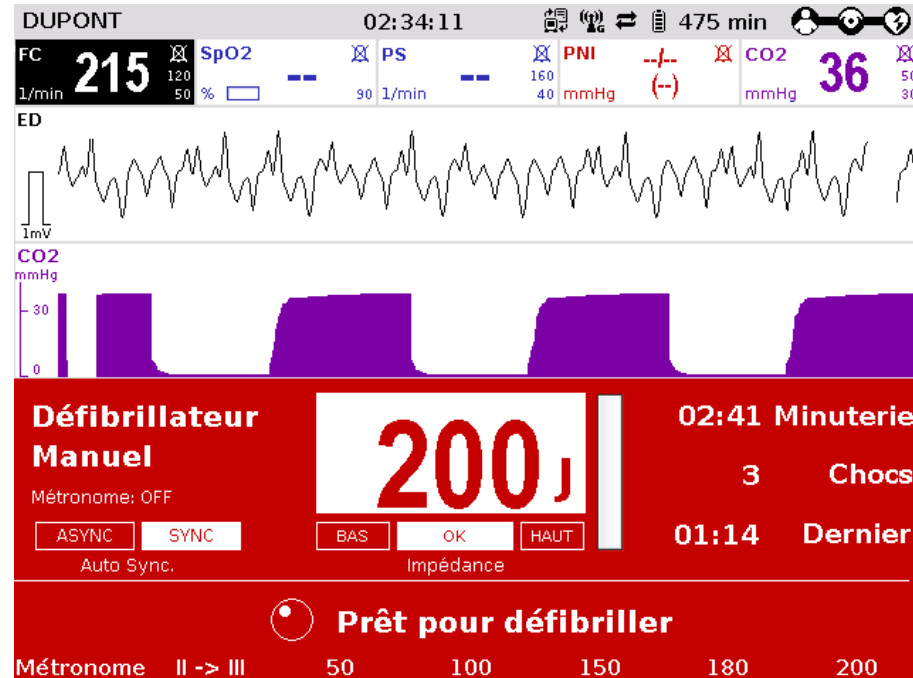 DUPONT 02:34:11 475 min
FC 215 120 50 1/min
SpO2 -- % 90
PS -- 160 40 1/min
PNI --/-- (--) mmHg
CO2 36 50 30 mmHg
ED
1mV
CO2
mmHg
30
0
Défibrillateur
Manuel
Métronome: OFF
ASYNC SYNC
Auto Sync.
200J
BAS OK HAUT
Impédance
02:41 Minuterie
3 Chocs
01:14 Dernier
Prêt pour défibriller
Métronome II -> III 50 100 150 180 200